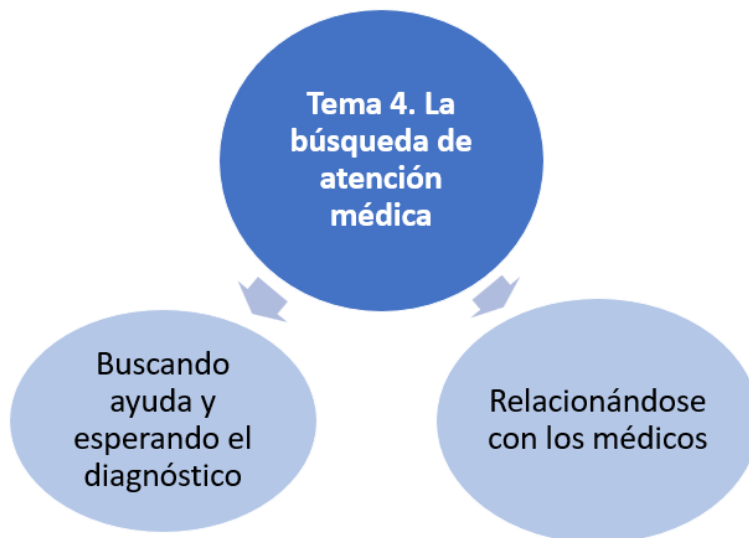 Tema 4. La
búsqueda de
atención
médica
Buscando
ayuda y
esperando el
diagnóstico
Relacionándose
con los médicos